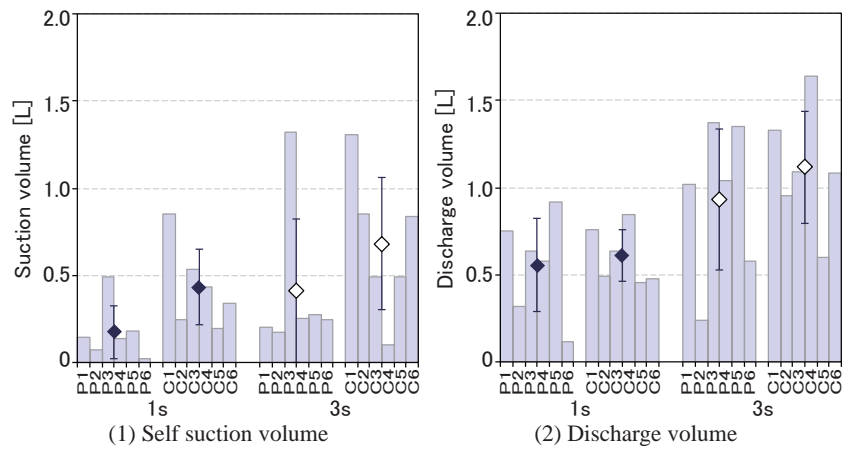 2.0
1.5
1.0
0.5
0
Suction volume [L]
P1
P2
P3
P4
P5
P6
C1
C2
C3
C4
C5
C6
P1
P2
P3
P4
P5
P6
C1
C2
C3
C4
C5
C6
1s
3s
(1) Self suction volume
2.0
1.5
1.0
0.5
0
Discharge volume [L]
P1
P2
P3
P4
P5
P6
C1
C2
C3
C4
C5
C6
P1
P2
P3
P4
P5
P6
C1
C2
C3
C4
C5
C6
1s
3s
(2) Discharge volume